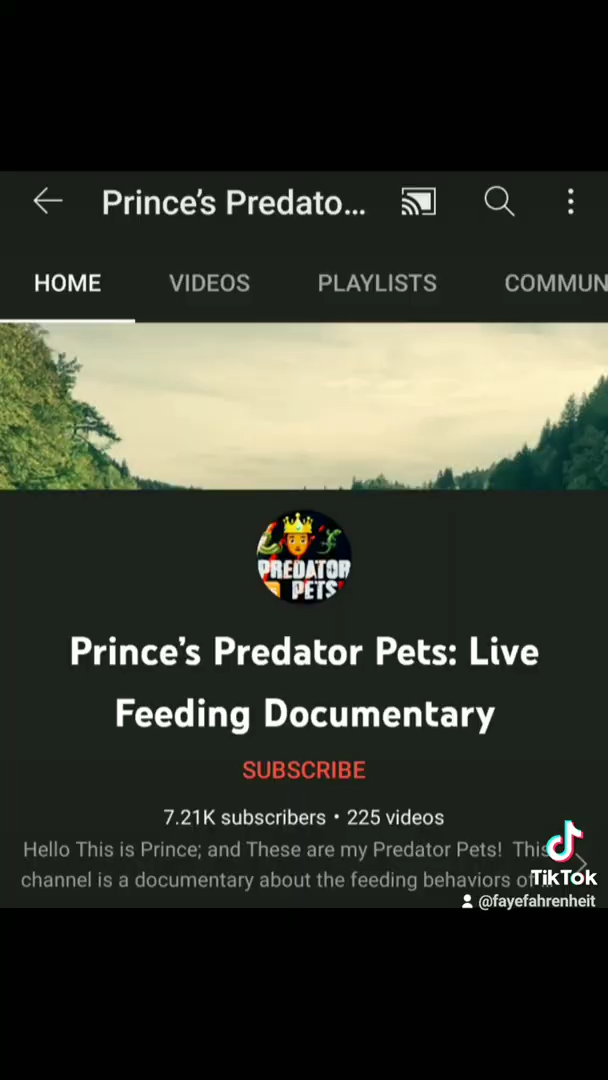 Prince’s Predato...
HOME VIDEOS PLAYLISTS COMMUN
PREDATOR
PETS
Prince’s Predator Pets: Live
Feeding Documentary
SUBSCRIBE
7.21K subscribers • 225 videos
Hello This is Prince; and These are my Predator Pets! This
channel is a documentary about the feeding behaviors of
TikTok
@fayefahrenheit